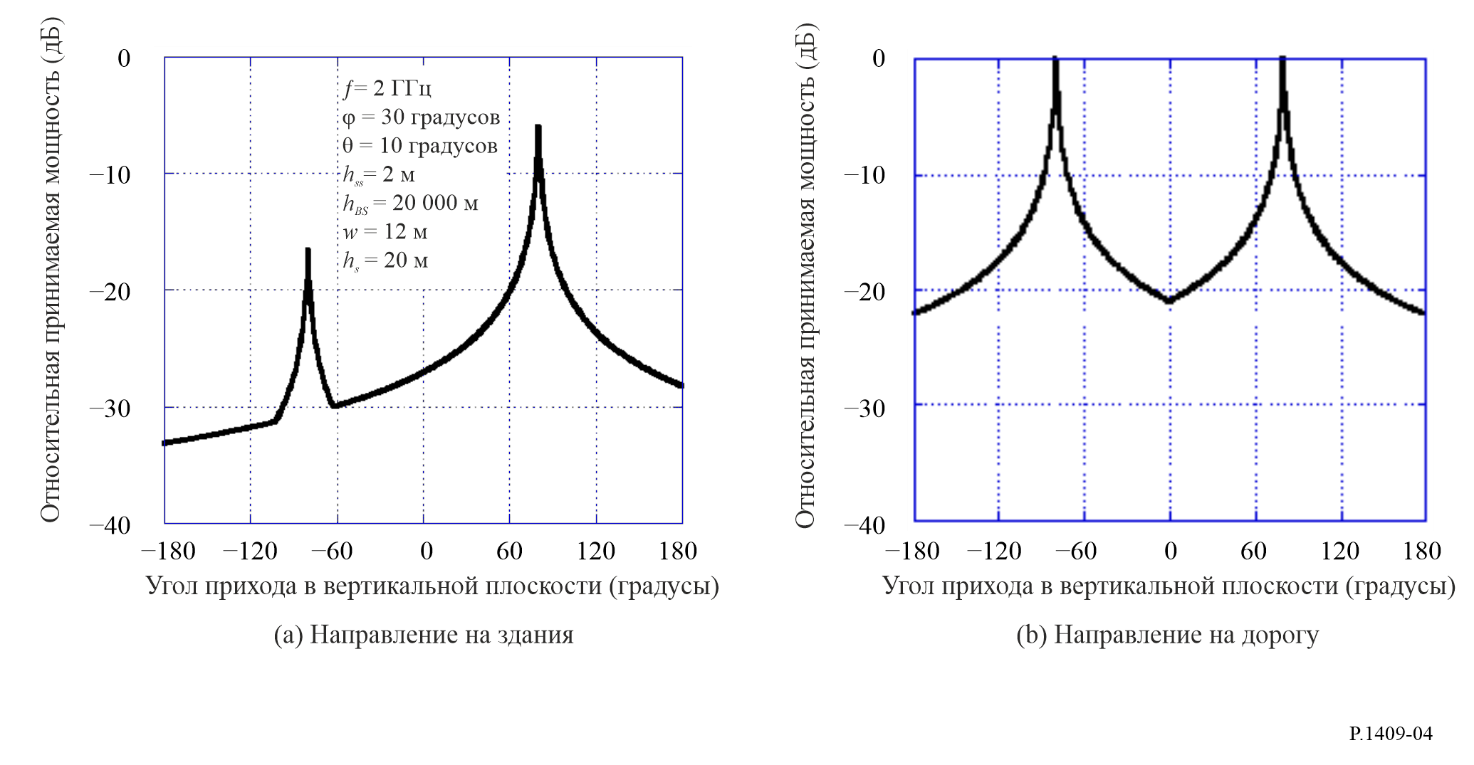 Относительная принимаемая мощность (дБ)
0
−10
−20
−30
−40
f= 2 ГГц
φ = 30 градусов
θ = 10 градусов
hss= 2 м
hBS = 20 000 м
w = 12 м
hs = 20 м
−180 −120 −60 0 60 120 180
Угол прихода в вертикальной плоскости (градусы)
(a) Направление на здания
Относительная принимаемая мощность (дБ)
0
−10
−20
−30
−40
−180 −120 −60 0 60 120 180
Угол прихода в вертикальной плоскости (градусы)
(b) Направление на дорогу
P.1409-04